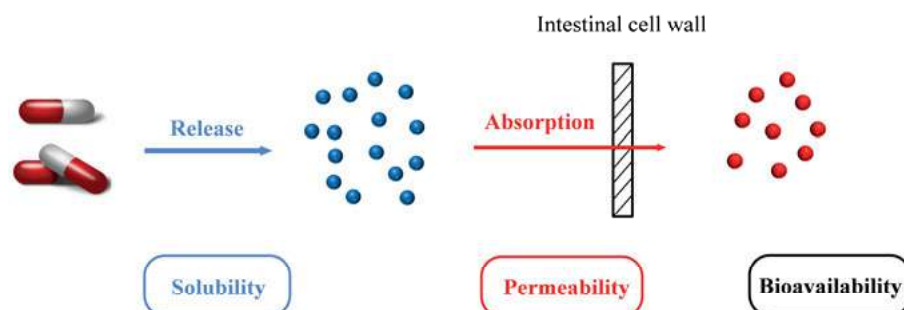 Intestinal cell wall
Release
Absorption
Solubility
Permeability
Bioavailability